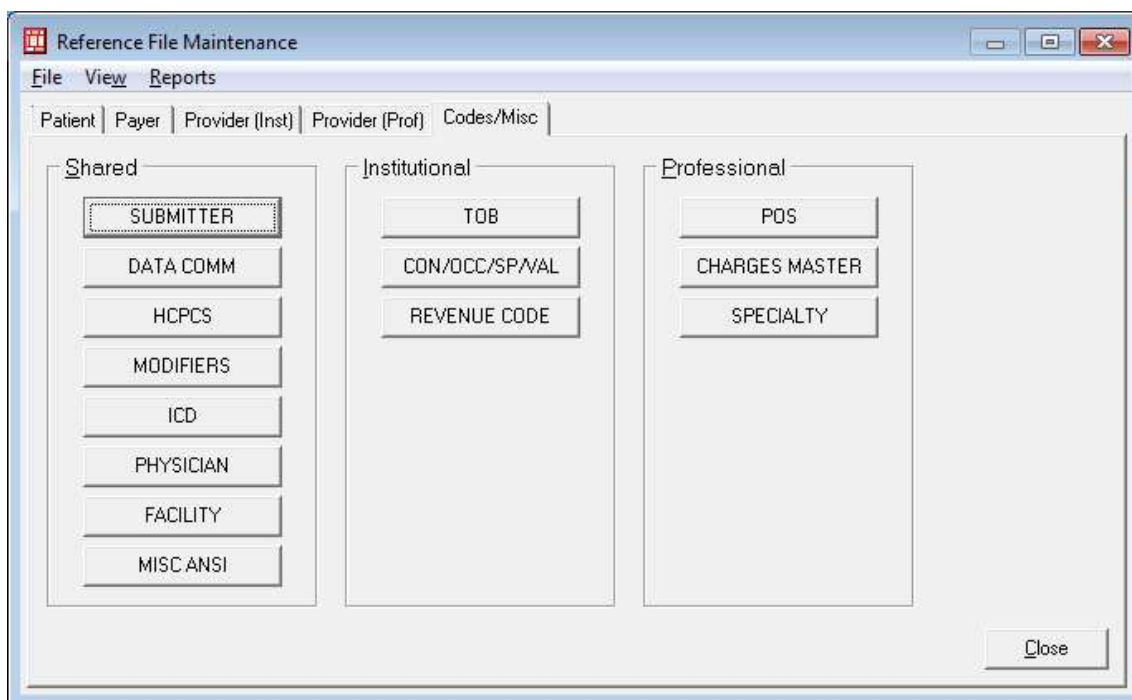 Reference File Maintenance
File View Reports
Patient Payer Provider (Inst) Provider (Prof) Codes/Misc
Shared
SUBMITTER
DATA COMM
HCPCS
MODIFIERS
ICD
PHYSICIAN
FACILITY
MISC ANSI
Institutional
TOB
CON/OCC/SP/VAL
REVENUE CODE
Professional
POS
CHARGES MASTER
SPECIALTY
Close